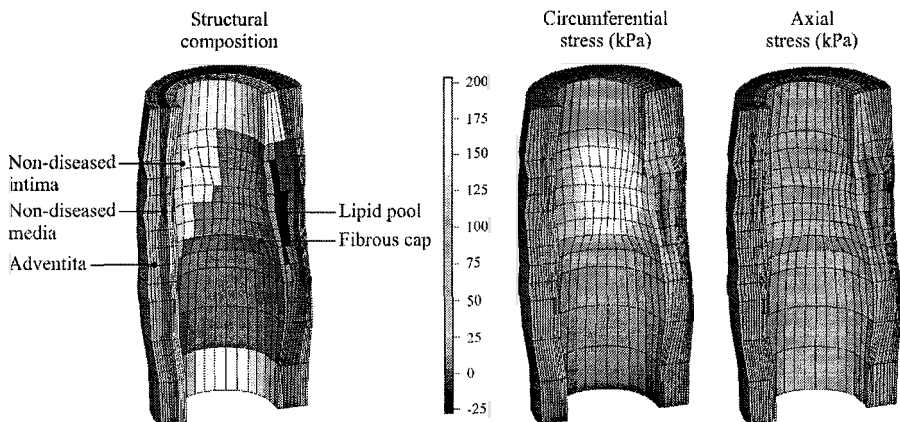 Structural
composition
Circumferential
stress (kPa)
Axial
stress (kPa)
Non-diseased
intima
Non-diseased
media
Adventita
Lipid pool
Fibrous cap
200
175
150
125
100
75
50
25
0
-25